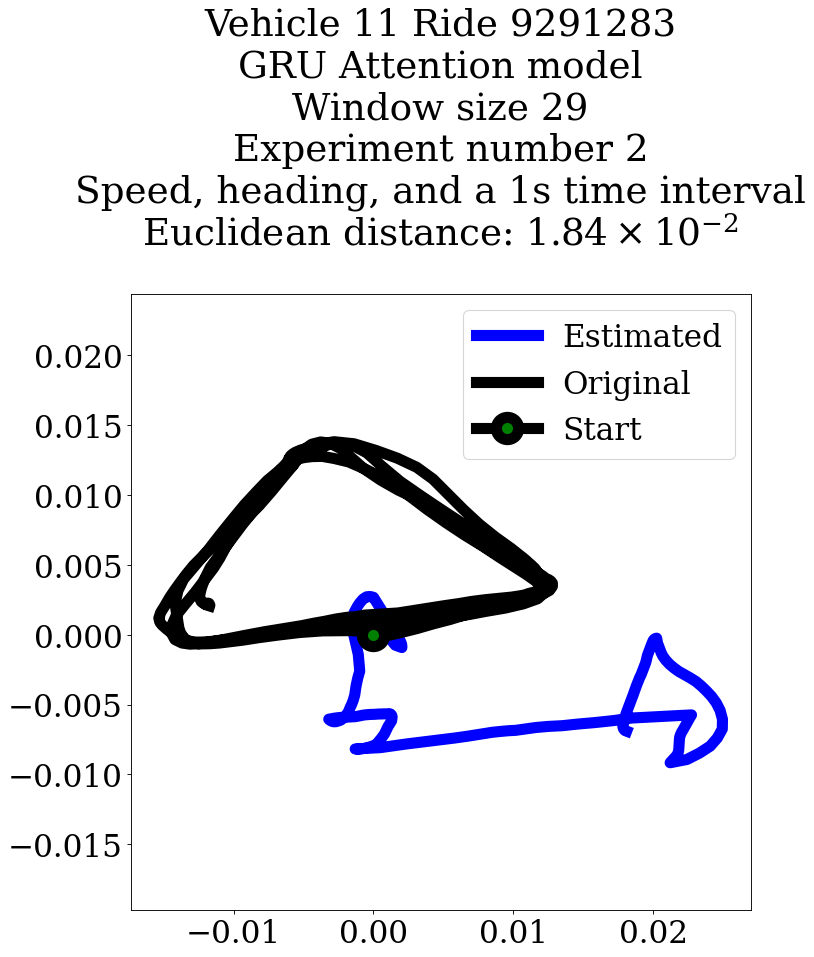 Vehicle 11 Ride 9291283
GRU Attention model
Window size 29
Experiment number 2
Speed, heading, and a 1s time interval
Euclidean distance: 1.84 × 10⁻²
Estimated
Original
Start
0.020
0.015
0.010
0.005
0.000
−0.005
−0.010
−0.015
−0.01 0.00 0.01 0.02